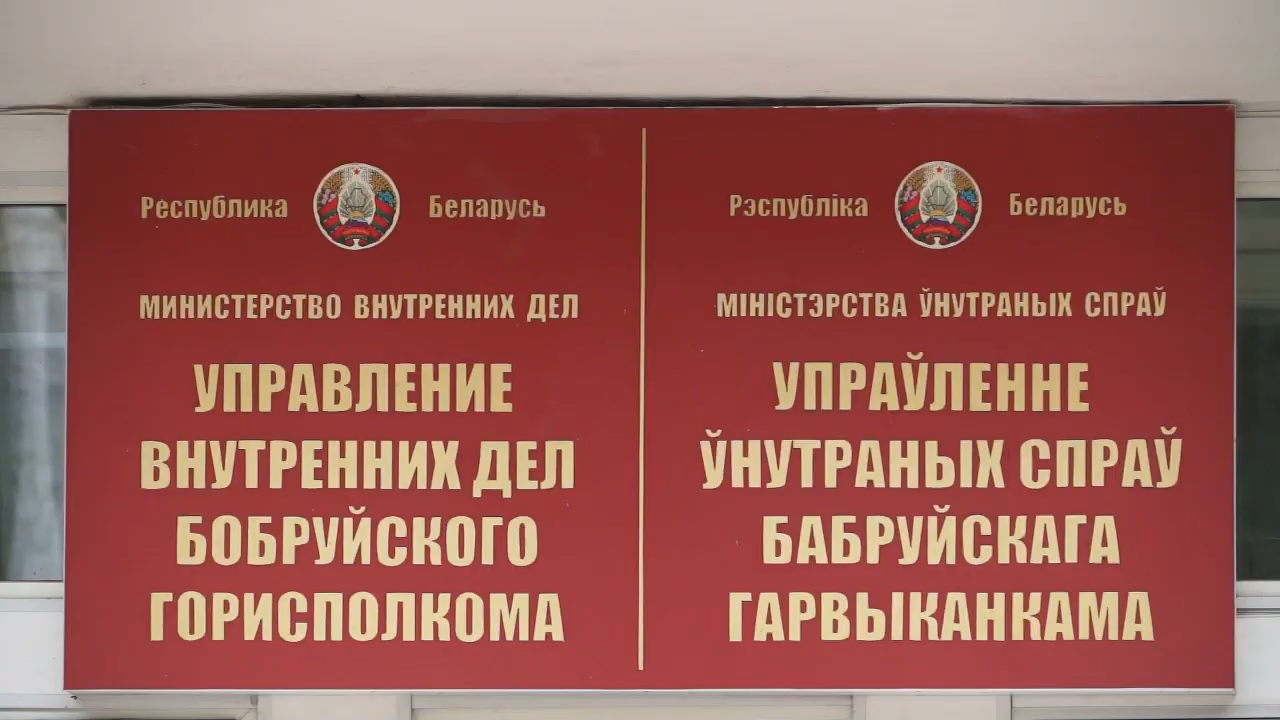 Республика Беларусь
МИНИСТЕРСТВО ВНУТРЕННИХ ДЕЛ
УПРАВЛЕНИЕ
ВНУТРЕННИХ ДЕЛ
БОБРУЙСКОГО
ГОРИСПОЛКОМА
Рэспубліка Беларусь
МІНІСТЭРСТВА ЎНУТРАНЫХ СПРАЎ
УПРАЎЛЕННЕ
ЎНУТРАНЫХ СПРАЎ
БАБРУЙСКАГА
ГАРВЫКАНКАМА